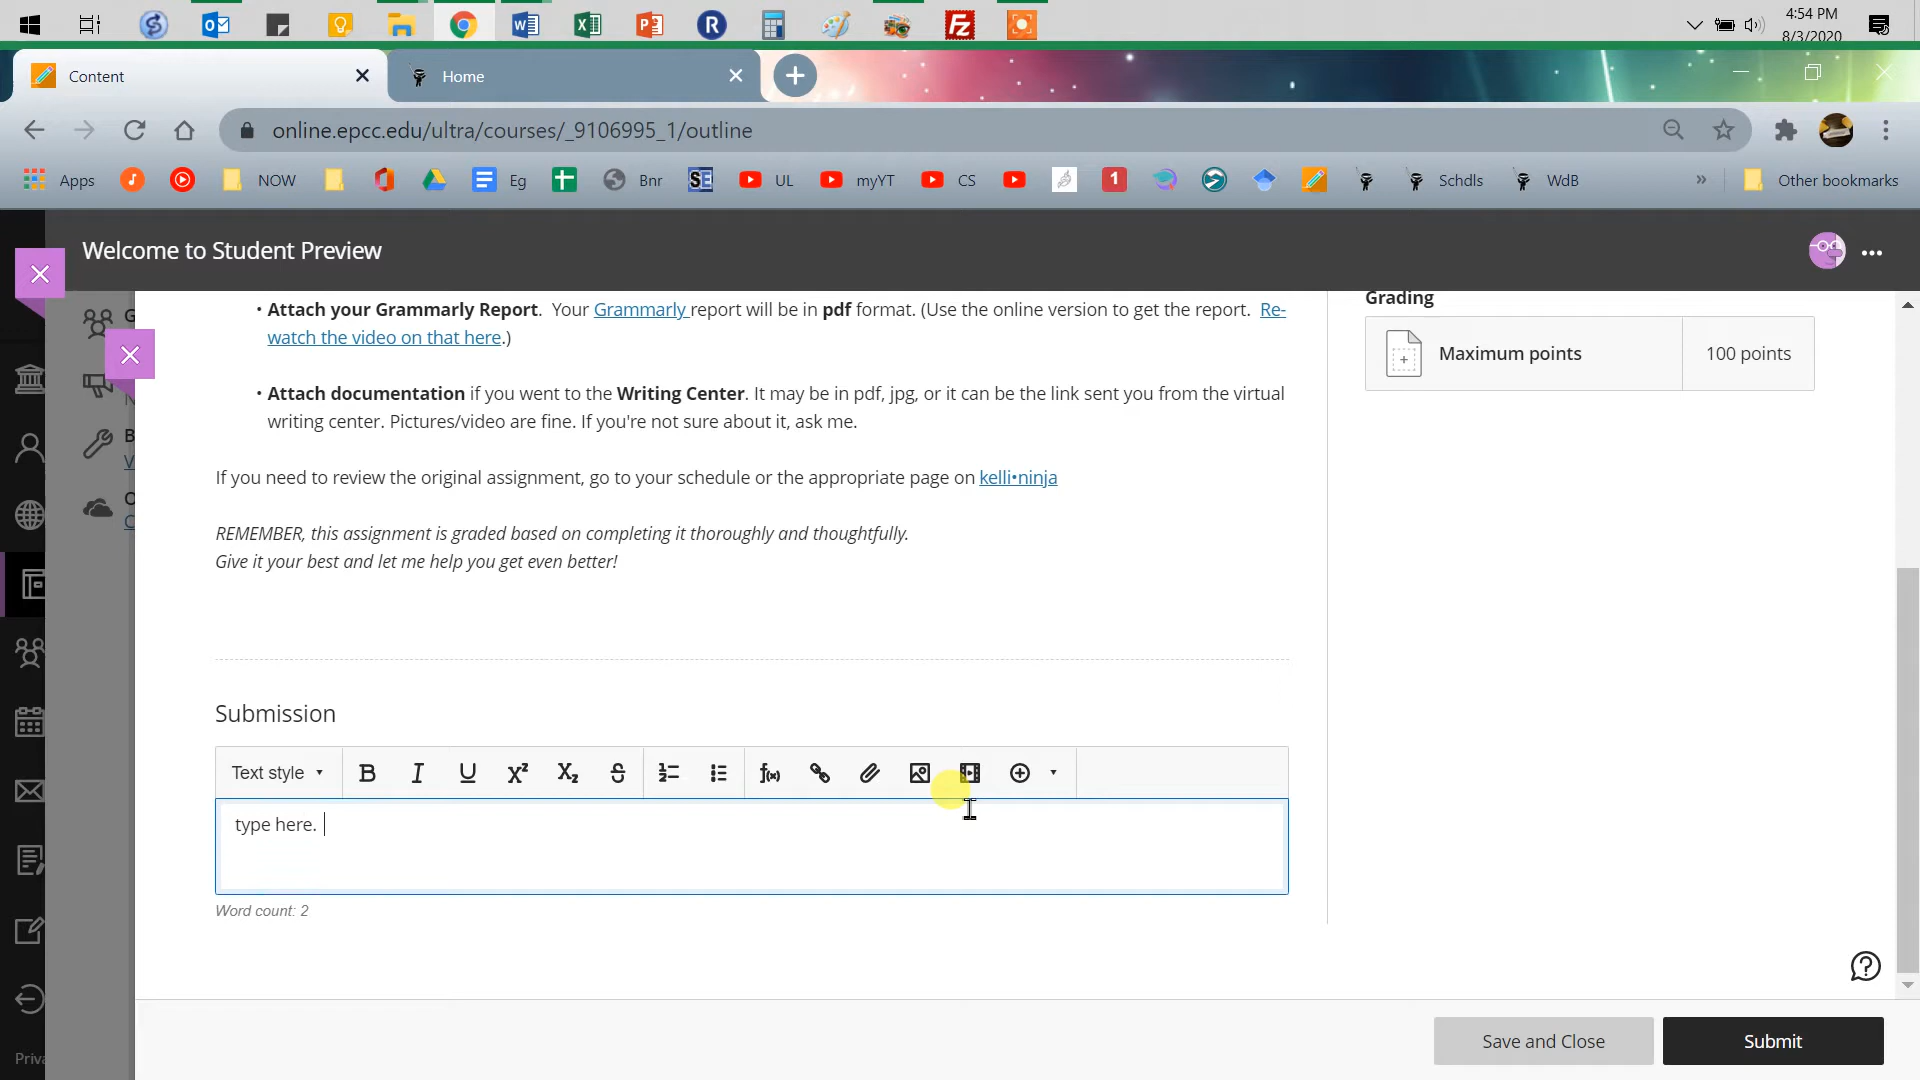 4:54 PM
8/3/2020
Content
Home
online.epcc.edu/ultra/courses/_9106995_1/outline
Apps
NOW
Eg
Bnr
SE
UL
myYT
CS
1
Schdls
WdB
»
Other bookmarks
Welcome to Student Preview
• Attach your Grammarly Report. Your Grammarly report will be in pdf format. (Use the online version to get the report. Re-
watch the video on that here.)
• Attach documentation if you went to the Writing Center. It may be in pdf, jpg, or it can be the link sent you from the virtual
writing center. Pictures/video are fine. If you're not sure about it, ask me.
If you need to review the original assignment, go to your schedule or the appropriate page on kelli•ninja
REMEMBER, this assignment is graded based on completing it thoroughly and thoughtfully.
Give it your best and let me help you get even better!
Grading
Maximum points
100 points
Submission
Text style
type here.
Word count: 2
Save and Close
Submit